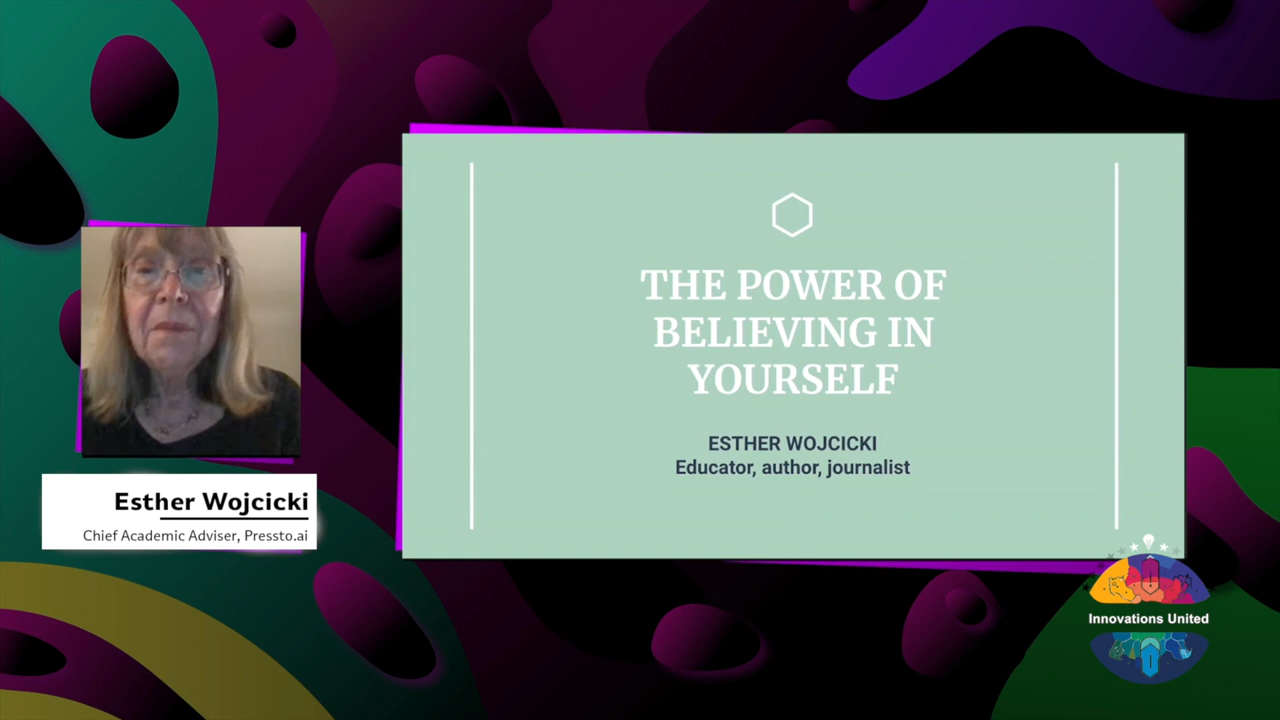 THE POWER OF
BELIEVING IN
YOURSELF
ESTHER WOJCICKI
Educator, author, journalist
Esther Wojcicki
Chief Academic Adviser, Pressto.ai
Innovations United